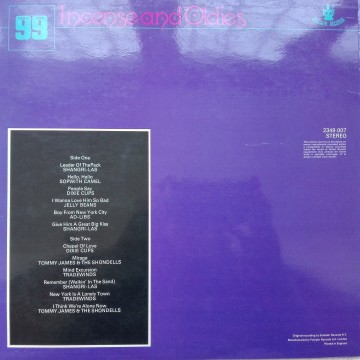 99
Incense and Oldies
2349 007
STEREO
Side One
Leader Of The Pack
SHANGRI-LAS
Hello, Hello
SOPWITH CAMEL
People Say
DIXIE CUPS
I Wanna Love Him So Bad
JELLY BEANS
Boy From New York City
AD-LIBS
Give Him A Great Big Kiss
SHANGRI-LAS
Side Two
Chapel Of Love
DIXIE CUPS
Mirage
TOMMY JAMES & THE SHONDELLS
Mind Excursion
TRADEWINDS
Remember (Walkin' In The Sand)
SHANGRI-LAS
New York Is A Lonely Town
TRADEWINDS
I Think We're Alone Now
TOMMY JAMES & THE SHONDELLS
Printed in England